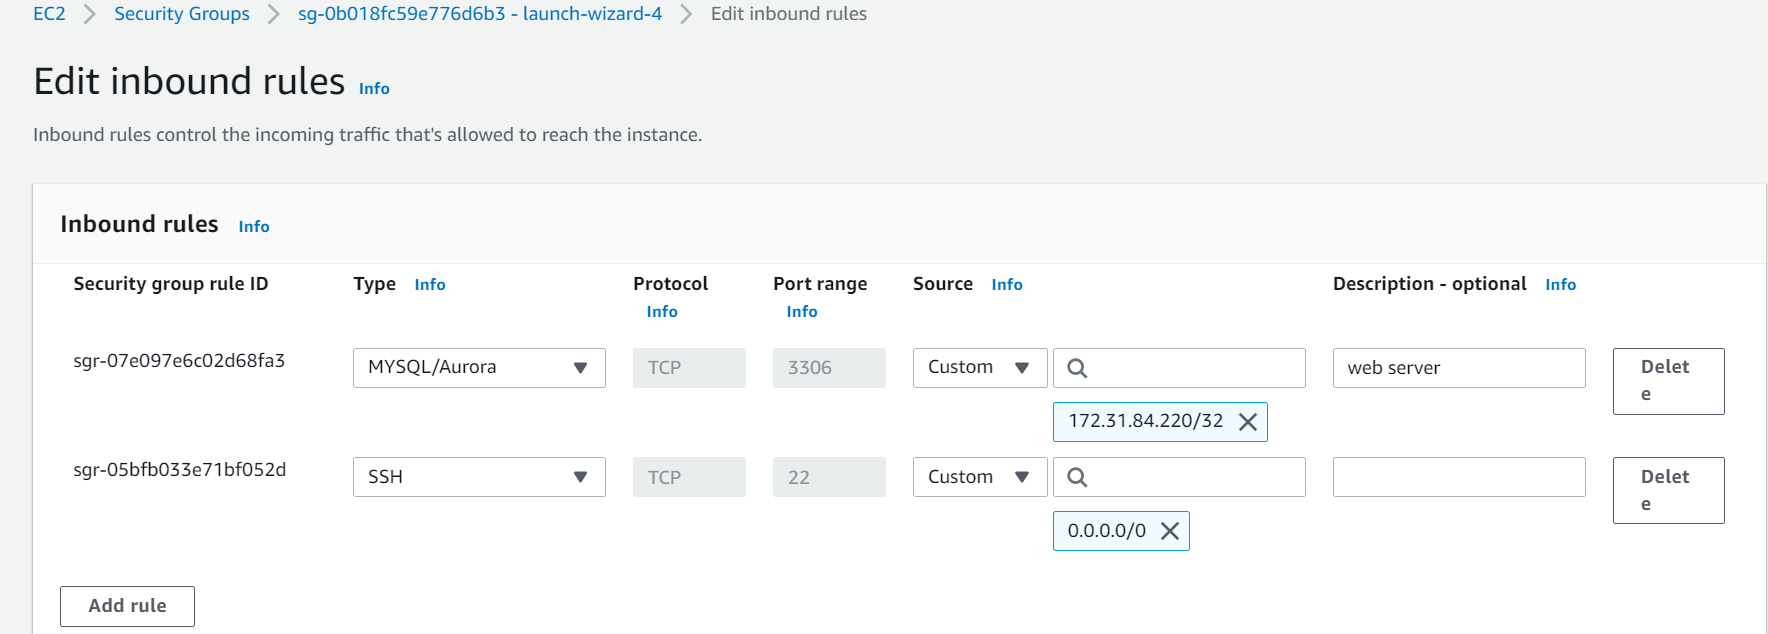 EC2 > Security Groups > sg-0b018fc59e776d6b3 - launch-wizard-4 > Edit inbound rules
Edit inbound rules Info
Inbound rules control the incoming traffic that's allowed to reach the instance.
Inbound rules Info
Security group rule ID Type Info Protocol Info Port range Info Source Info Description - optional Info
sgr-07e097e6c02d68fa3 MYSQL/Aurora TCP 3306 Custom web server Delete
172.31.84.220/32
sgr-05bfb033e71bf052d SSH TCP 22 Custom Delete
0.0.0.0/0
Add rule